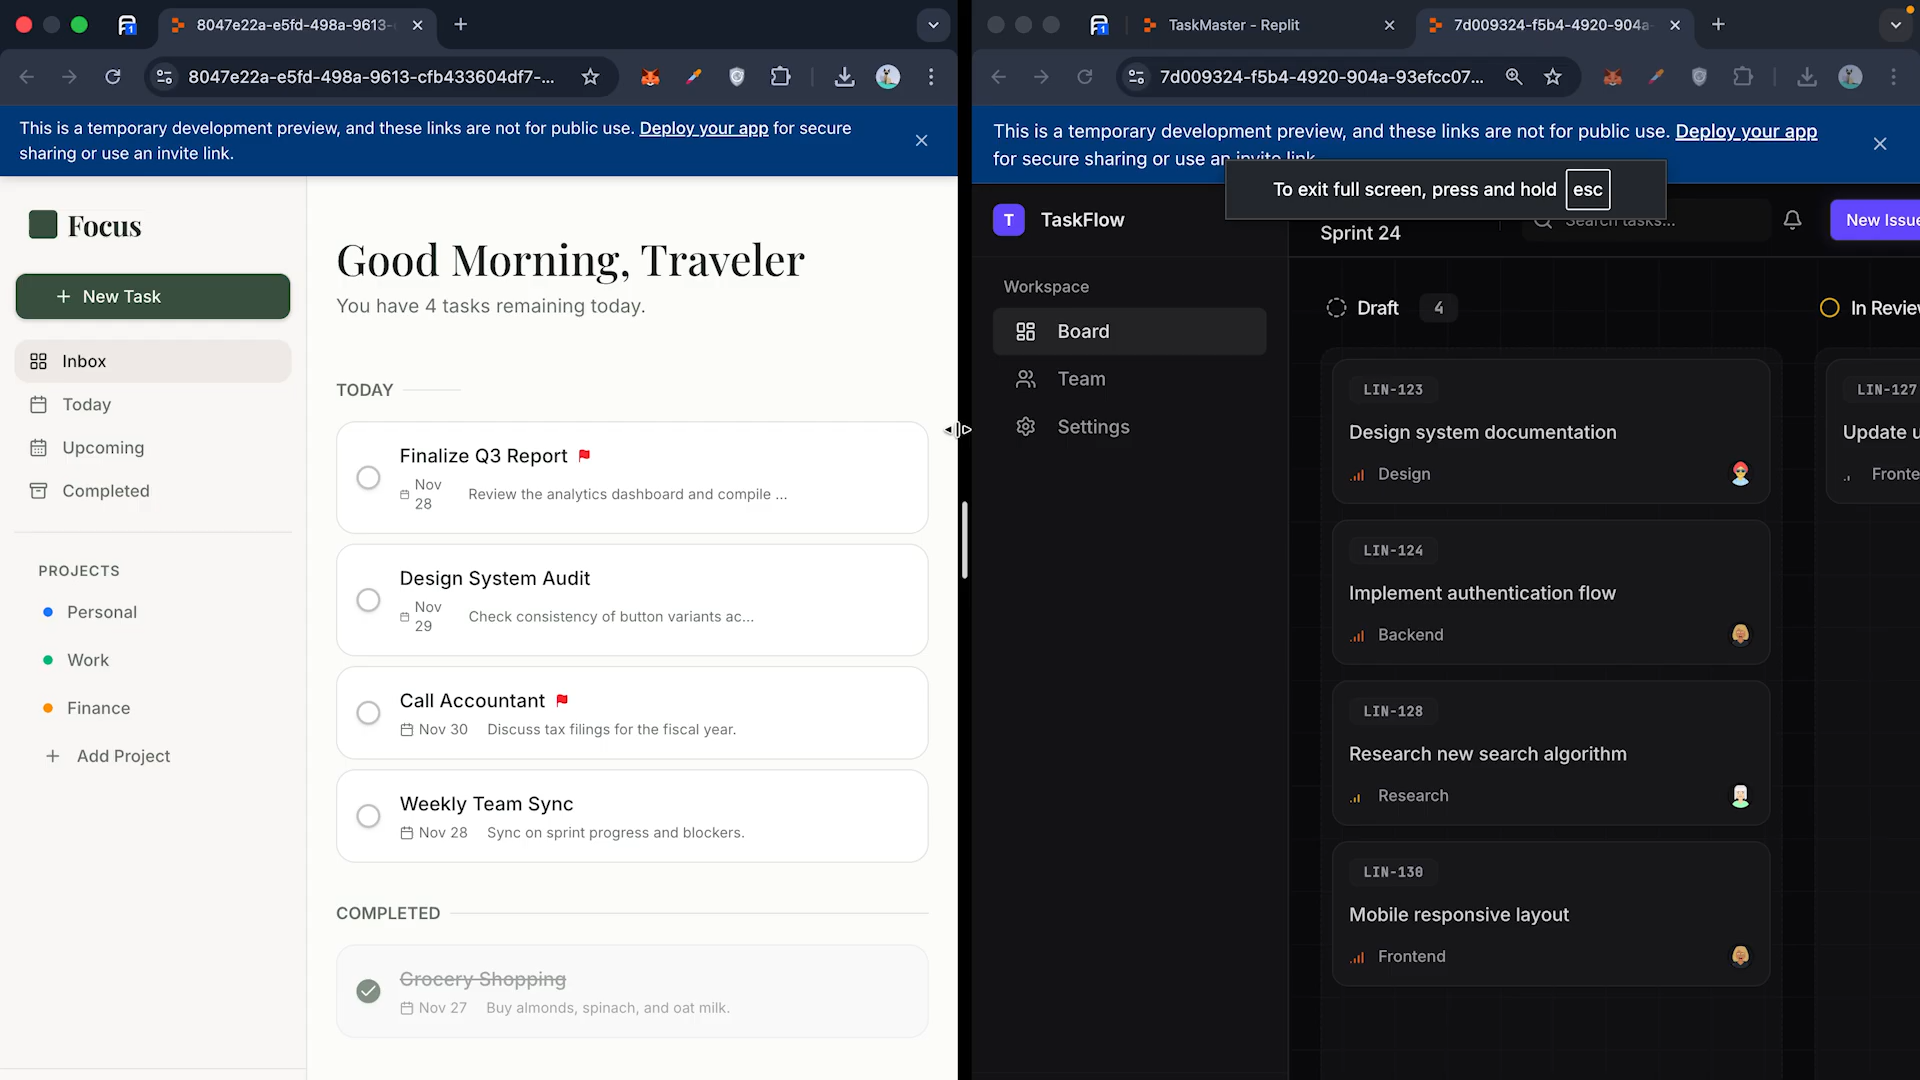 8047e22a-e5fd-498a-9613-
8047e22a-e5fd-498a-9613-cfb433604df7-...
This is a temporary development preview, and these links are not for public use. Deploy your app for secure
sharing or use an invite link.
Focus
+ New Task
Inbox
Today
Upcoming
Completed
PROJECTS
Personal
Work
Finance
+ Add Project
Good Morning, Traveler
You have 4 tasks remaining today.
TODAY
Finalize Q3 Report
Nov
28
Review the analytics dashboard and compile ...
Design System Audit
Nov
29
Check consistency of button variants ac...
Call Accountant
Nov 30 Discuss tax filings for the fiscal year.
Weekly Team Sync
Nov 28 Sync on sprint progress and blockers.
COMPLETED
Grocery Shopping
Nov 27 Buy almonds, spinach, and oat milk.
TaskMaster - Replit
7d009324-f5b4-4920-904a-
7d009324-f5b4-4920-904a-93efcc07...
This is a temporary development preview, and these links are not for public use. Deploy your app
for secure sharing or use an invite link.
To exit full screen, press and hold esc
T TaskFlow
Sprint 24
Search tasks...
New Issue
Workspace
Board
Team
Settings
Draft 4
LIN-123
Design system documentation
Design
LIN-124
Implement authentication flow
Backend
LIN-128
Research new search algorithm
Research
LIN-130
Mobile responsive layout
Frontend
In Review
LIN-127
Update u
Fronte